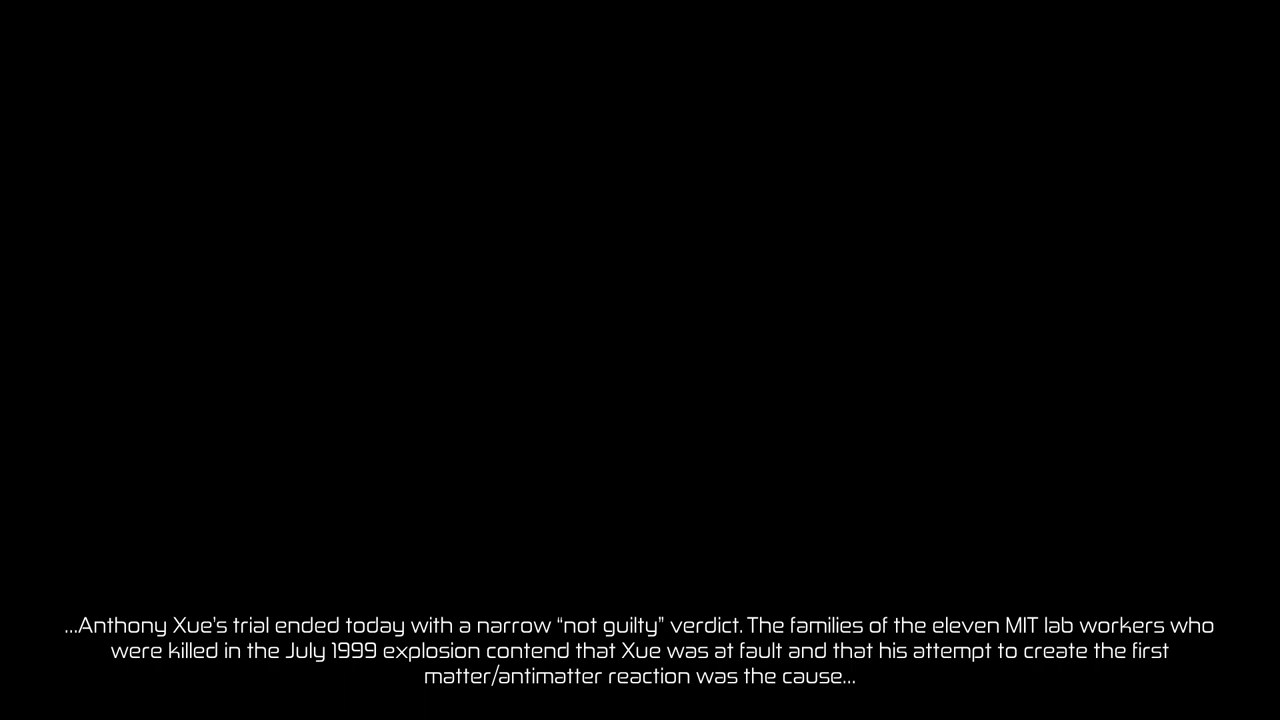 ...Anthony Xue's trial ended today with a narrow “not guilty” verdict. The families of the eleven MIT lab workers who
were killed in the July 1999 explosion contend that Xue was at fault and that his attempt to create the first
matter/antimatter reaction was the cause...